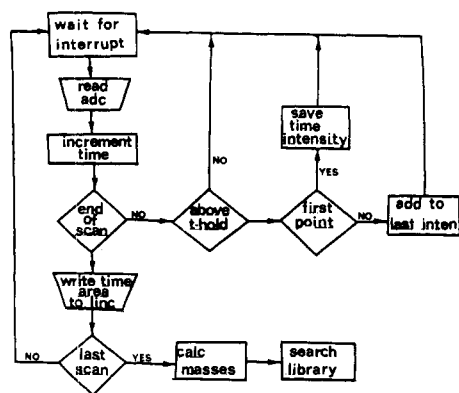 wait for
interrupt
read
adc
increment
time
end
of
scan
NO
above
t-hold
NO
first
point
YES
save
time
intensity
NO
add to
last inten
write time
area
to linc
last
scan
NO
YES
calc
masses
search
library